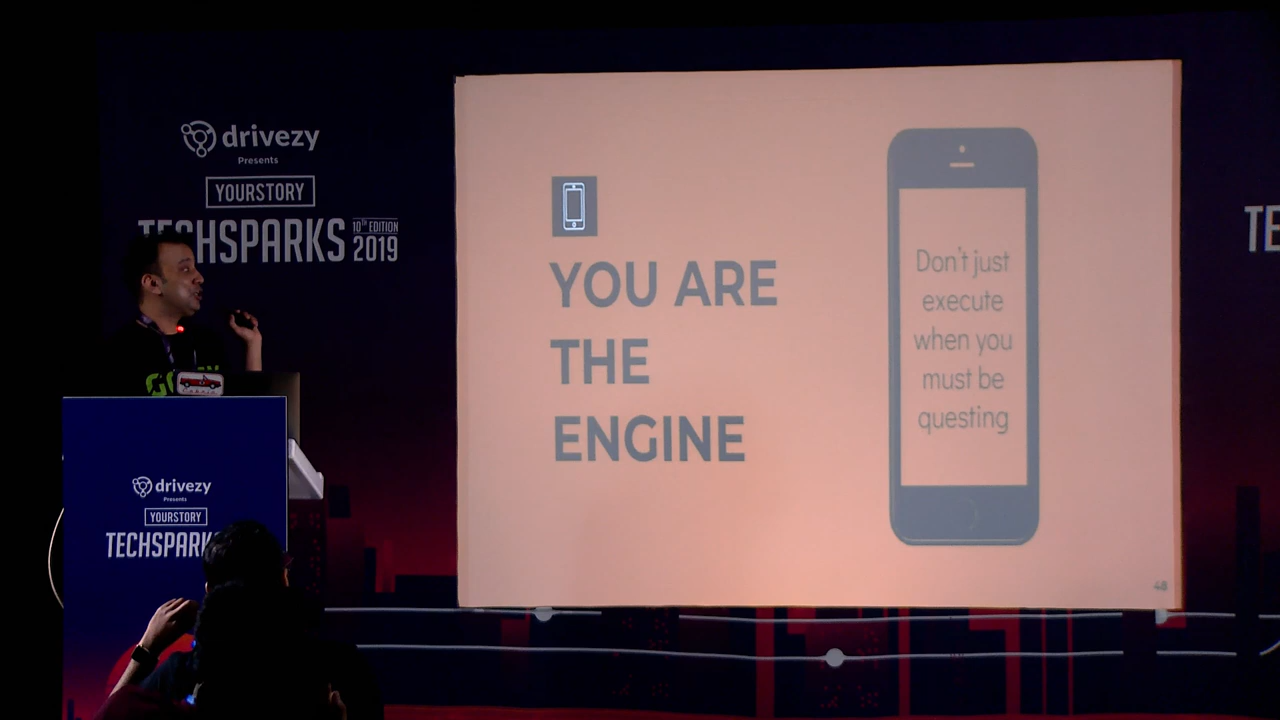 drivezy
Presents
YOURSTORY
TECHSPARKS
10TH EDITION
2019
YOU ARE
THE
ENGINE
Don't just
execute
when you
must be
questing
48
drivezy
Presents
YOURSTORY
TECHSPARK
TE